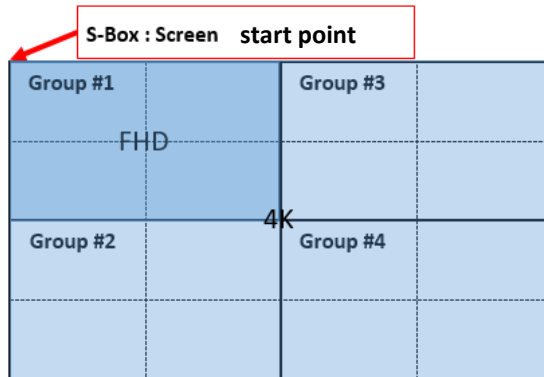 S-Box : Screen start point
Group #1
Group #3
FHD
4K
Group #2
Group #4